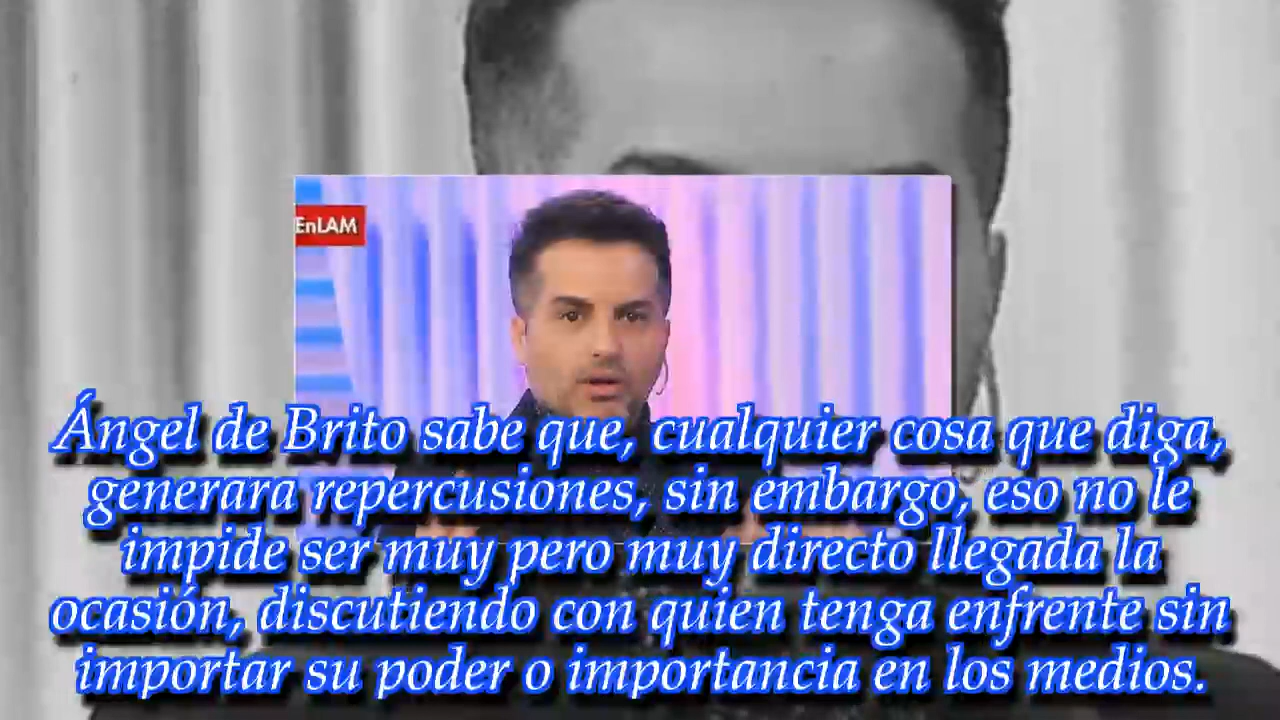 EnLAM
Ángel de Brito sabe que, cualquier cosa que diga,
generara repercusiones, sin embargo, eso no le
impide ser muy pero muy directo llegada la
ocasión, discutiendo con quien tenga enfrente sin
importar su poder o importancia en los medios.